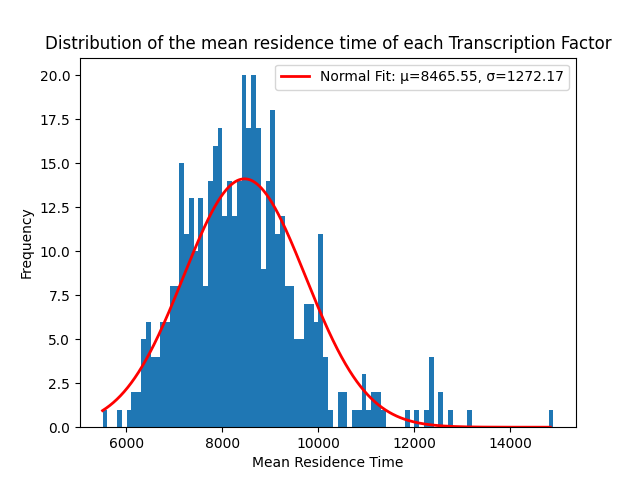 Distribution of the mean residence time of each Transcription Factor
Normal Fit: μ=8465.55, σ=1272.17
20.0
17.5
15.0
12.5
10.0
7.5
5.0
2.5
0.0
Frequency
6000 8000 10000 12000 14000
Mean Residence Time